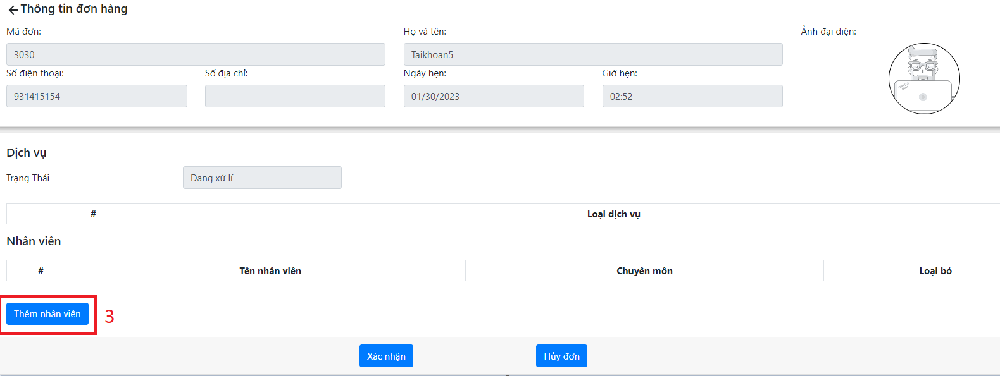 Thông tin đơn hàng
Mã đơn: Họ và tên: Ảnh đại diện:
3030 Taikhoan5
Số điện thoại: Số địa chỉ: Ngày hẹn: Giờ hẹn:
931415154 01/30/2023 02:52
Dịch vụ
Trạng Thái Đang xử lí
# Loại dịch vụ
Nhân viên
# Tên nhân viên Chuyên môn Loại bỏ
Thêm nhân viên 3
Xác nhận Hủy đơn